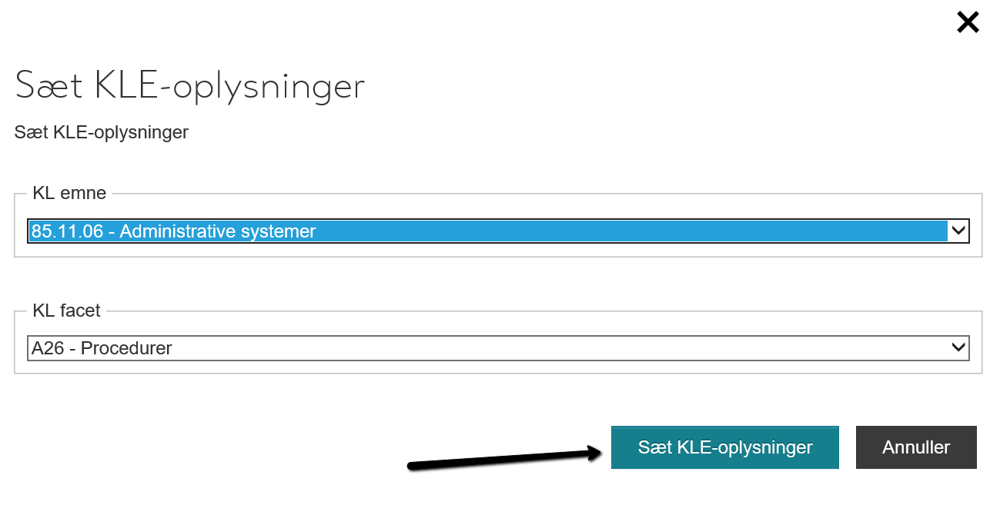 Sæt KLE-oplysninger
Sæt KLE-oplysninger
KL emne
85.11.06 - Administrative systemer
KL facet
A26 - Procedurer
Sæt KLE-oplysninger
Annuller